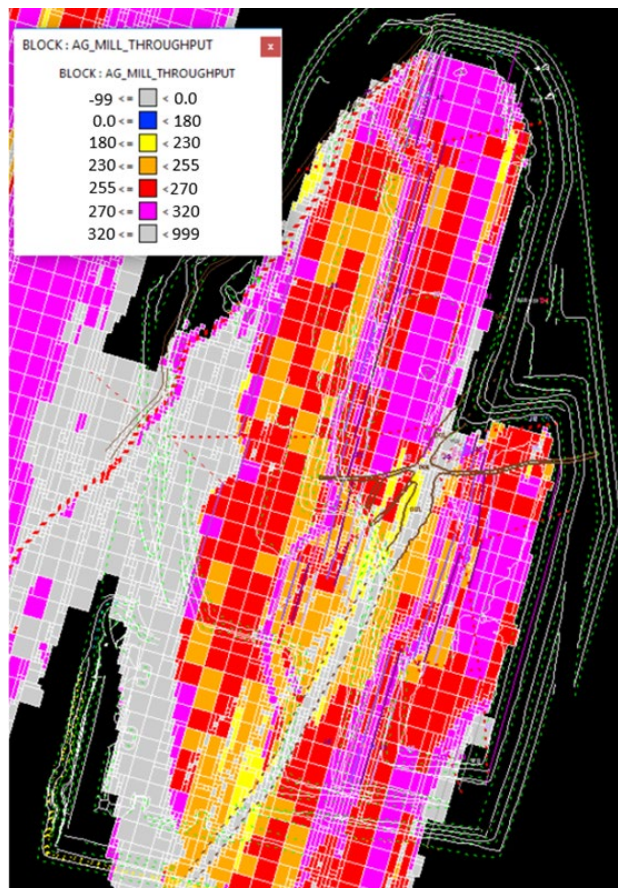 BLOCK : AG_MILL_THROUGHPUT x
BLOCK : AG_MILL_THROUGHPUT
-99 <= < 0.0
0.0 <= < 180
180 <= < 230
230 <= < 255
255 <= < 270
270 <= < 320
320 <= < 999